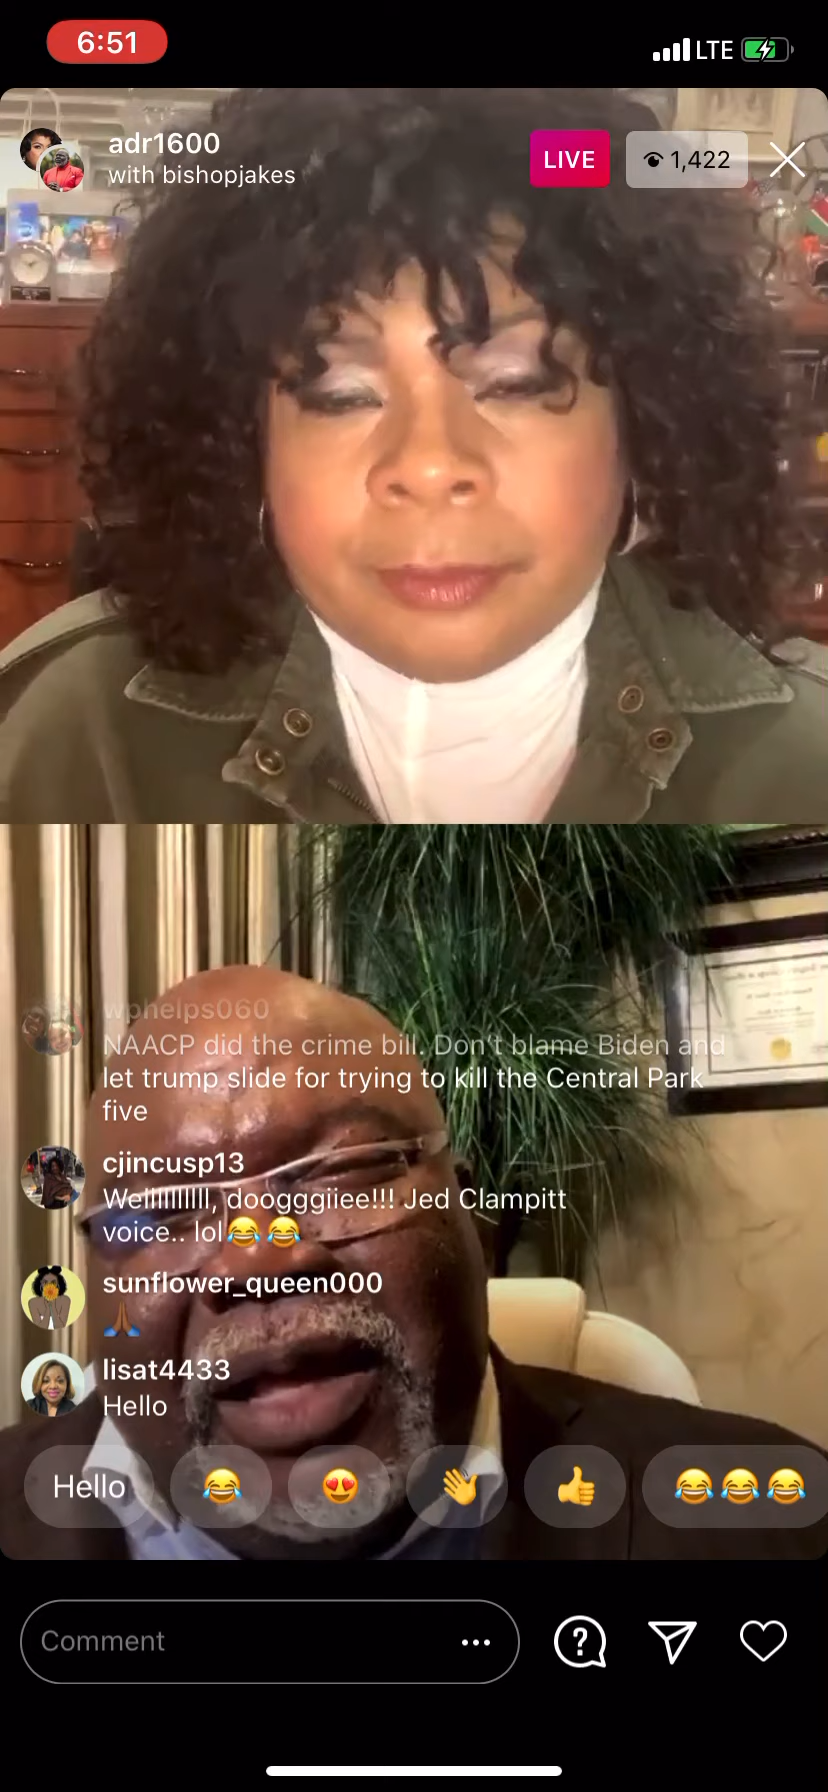 6:51
LTE
adr1600
with bishopjakes
LIVE
1,422
wphelps060
NAACP did the crime bill. Don't blame Biden and
let trump slide for trying to kill the Central Park
five
cjincusp13
Wellllllllll, doogggiiee!!! Jed Clampitt
voice.. lol😂😂
sunflower_queen000
🙏🏾
lisat4433
Hello
Hello 😂 😍 👋 👍 😂😂😂
Comment